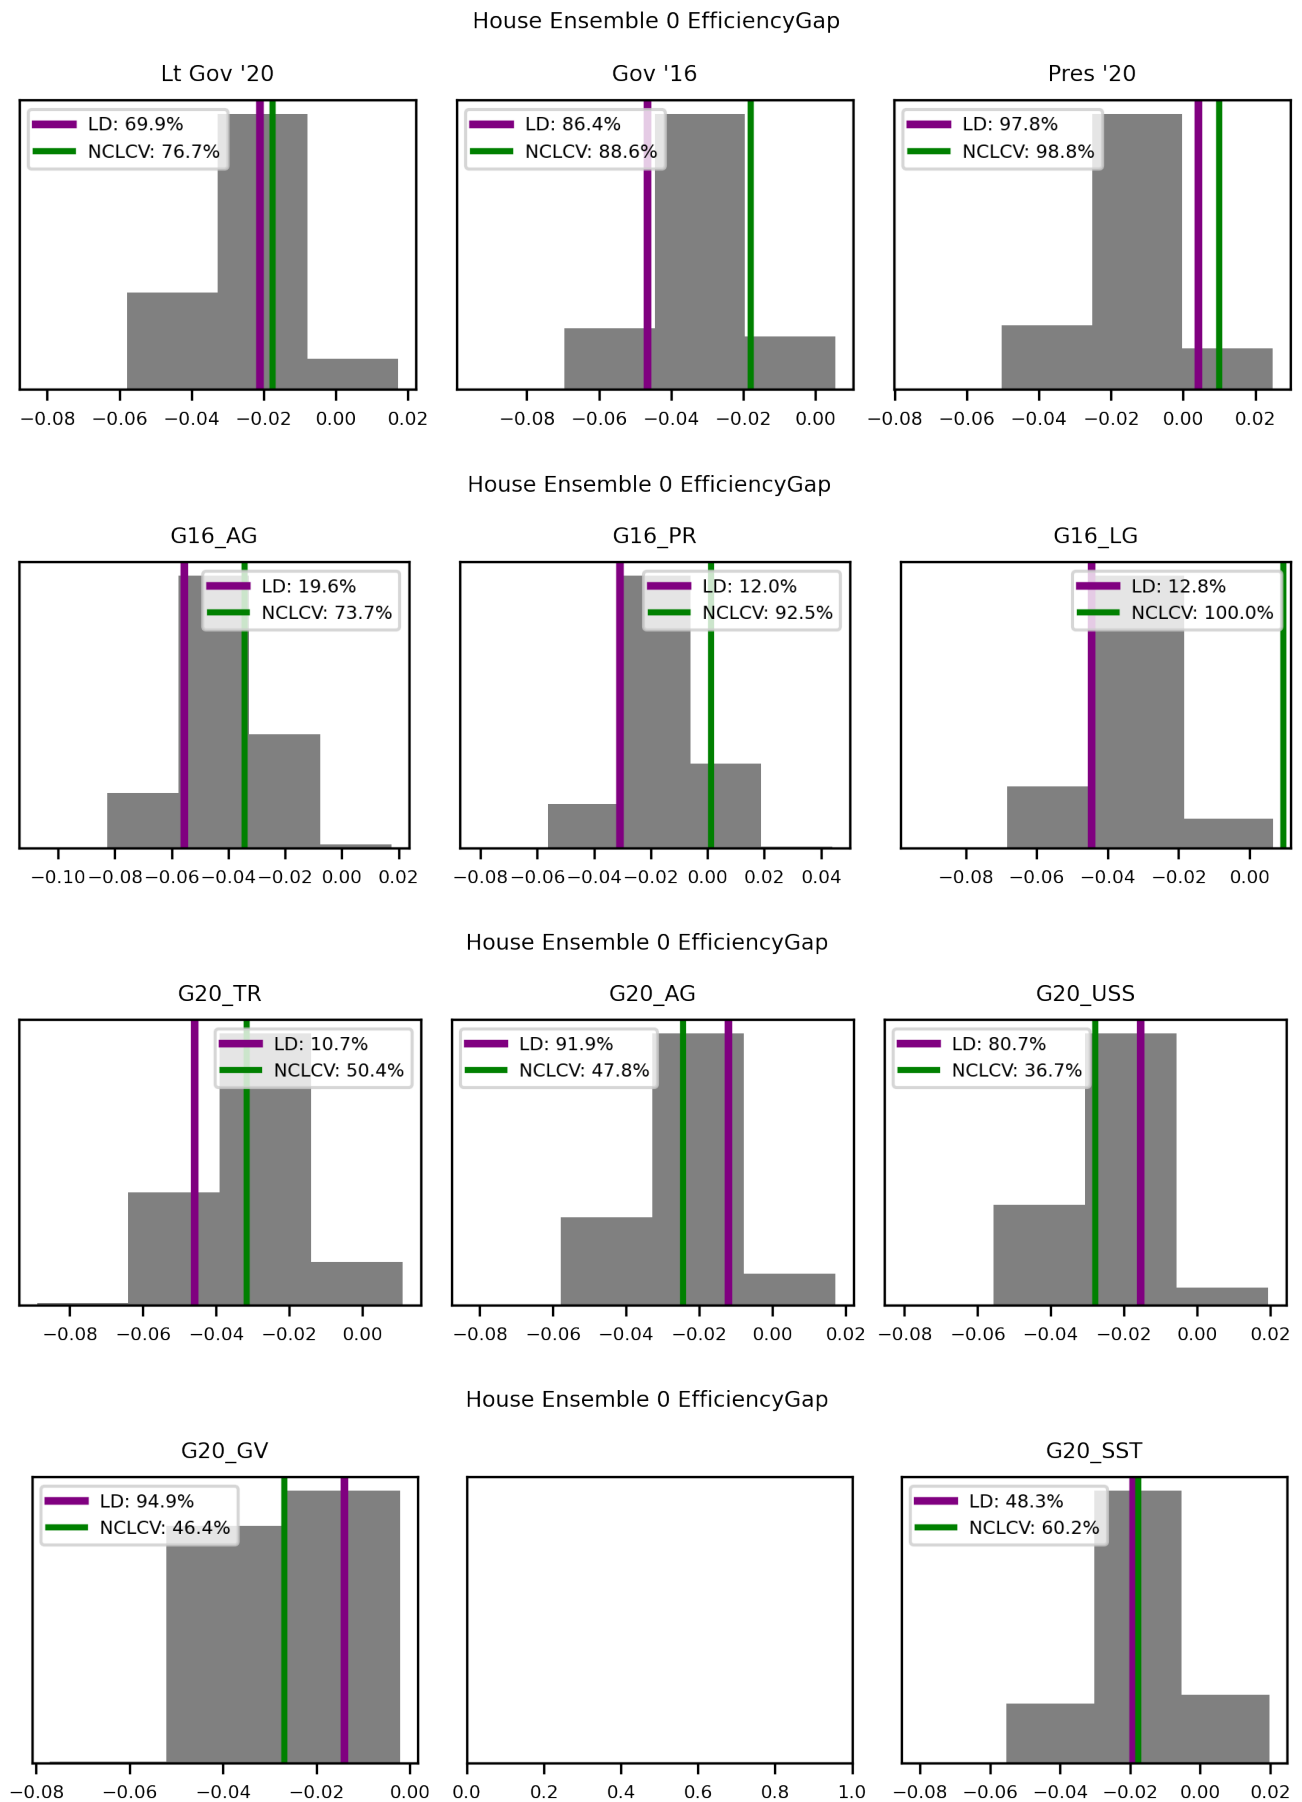 House Ensemble 0 EfficiencyGap
Lt Gov '20 Gov '16 Pres '20
LD: 69.9% LD: 86.4% LD: 97.8%
NCLCV: 76.7% NCLCV: 88.6% NCLCV: 98.8%
−0.08 −0.06 −0.04 −0.02 0.00 0.02 −0.08 −0.06 −0.04 −0.02 0.00 −0.08 −0.06 −0.04 −0.02 0.00 0.02
House Ensemble 0 EfficiencyGap
G16_AG G16_PR G16_LG
LD: 19.6% LD: 12.0% LD: 12.8%
NCLCV: 73.7% NCLCV: 92.5% NCLCV: 100.0%
−0.10 −0.08 −0.06 −0.04 −0.02 0.00 0.02 −0.08 −0.06 −0.04 −0.02 0.00 0.02 0.04 −0.08 −0.06 −0.04 −0.02 0.00
House Ensemble 0 EfficiencyGap
G20_TR G20_AG G20_USS
LD: 10.7% LD: 91.9% LD: 80.7%
NCLCV: 50.4% NCLCV: 47.8% NCLCV: 36.7%
−0.08 −0.06 −0.04 −0.02 0.00 −0.08 −0.06 −0.04 −0.02 0.00 0.02 −0.08 −0.06 −0.04 −0.02 0.00 0.02
House Ensemble 0 EfficiencyGap
G20_GV G20_SST
LD: 94.9% LD: 48.3%
NCLCV: 46.4% NCLCV: 60.2%
−0.08 −0.06 −0.04 −0.02 0.00 0.0 0.2 0.4 0.6 0.8 1.0 −0.08 −0.06 −0.04 −0.02 0.00 0.02